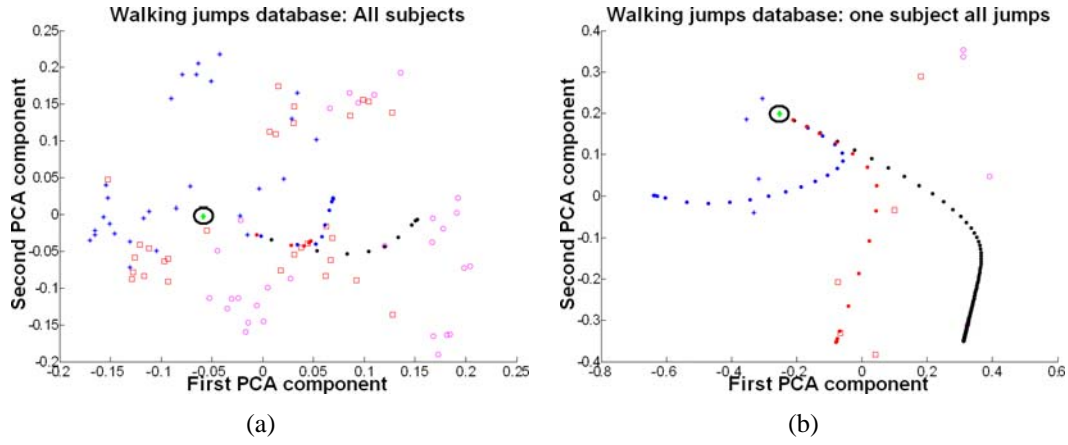 Walking jumps database: All subjects
Second PCA component
0.25
0.2
0.15
0.1
0.05
0
-0.05
-0.1
-0.15
-0.2
-0.2 -0.15 -0.1 -0.05 0 0.05 0.1 0.15 0.2 0.25
First PCA component
(a)
Walking jumps database: one subject all jumps
Second PCA component
0.4
0.3
0.2
0.1
0
-0.1
-0.2
-0.3
-0.4
-0.8 -0.6 -0.4 -0.2 0 0.2 0.4 0.6
First PCA component
(b)